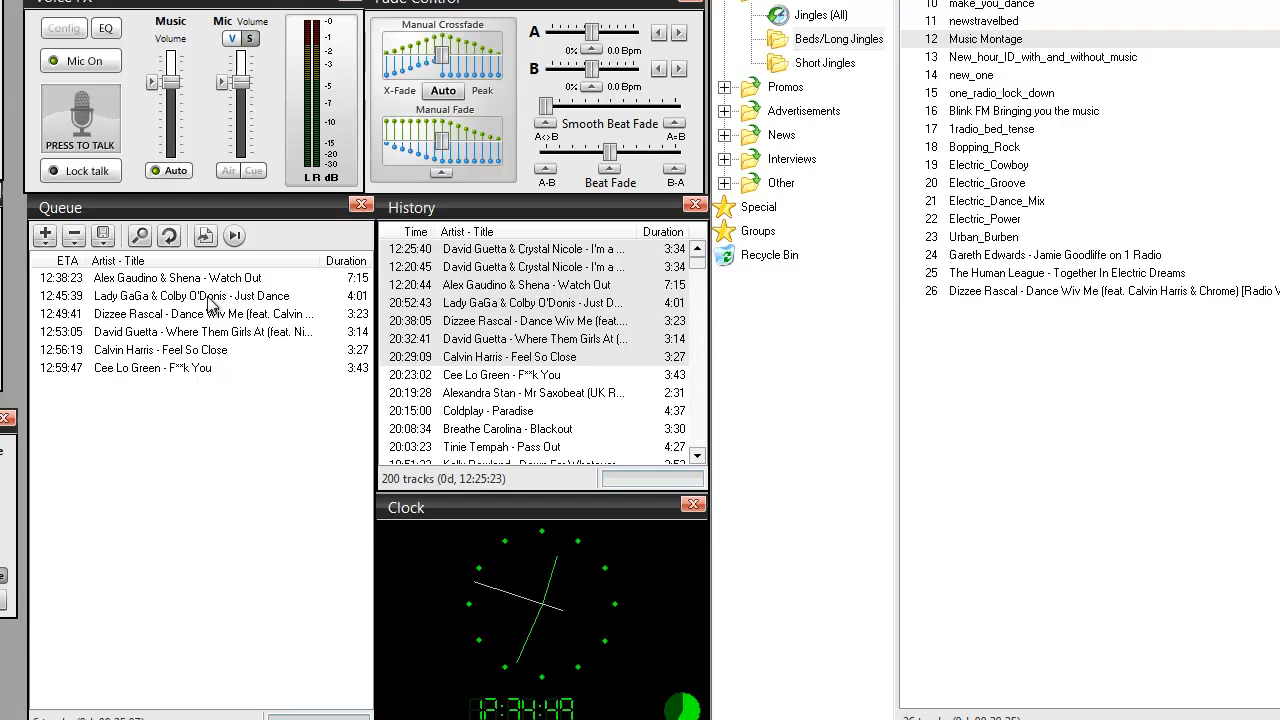 Music
Volume
Mic Volume
Config
EQ
V
S
Mic On
PRESS TO TALK
Lock talk
Auto
Air
Cue
-0
-1
-2
-3
-5
-7
-10
-15
-20
-30
L R dB
Manual Crossfade
X-Fade
Auto
Peak
Manual Fade
A
0%
0.0 Bpm
B
0%
0.0 Bpm
Smooth Beat Fade
A<>B
A=B
A-B
Beat Fade
B-A
Queue
ETA Artist - Title Duration
12:38:23 Alex Gaudino & Shena - Watch Out 7:15
12:45:39 Lady GaGa & Colby O'Donis - Just Dance 4:01
12:49:41 Dizzee Rascal - Dance Wiv Me (feat. Calvin ... 3:23
12:53:05 David Guetta - Where Them Girls At (feat. Ni... 3:14
12:56:19 Calvin Harris - Feel So Close 3:27
12:59:47 Cee Lo Green - F**k You 3:43
History
Time Artist - Title Duration
12:25:40 David Guetta & Crystal Nicole - I'm a ... 3:34
12:20:45 David Guetta & Crystal Nicole - I'm a ... 3:34
12:20:44 Alex Gaudino & Shena - Watch Out 7:15
20:52:43 Lady GaGa & Colby O'Donis - Just D... 4:01
20:38:05 Dizzee Rascal - Dance Wiv Me (feat.... 3:23
20:32:41 David Guetta - Where Them Girls At (... 3:14
20:29:09 Calvin Harris - Feel So Close 3:27
20:23:02 Cee Lo Green - F**k You 3:43
20:19:28 Alexandra Stan - Mr Saxobeat (UK R... 2:31
20:15:00 Coldplay - Paradise 4:37
20:08:34 Breathe Carolina - Blackout 3:30
20:03:23 Tinie Tempah - Pass Out 4:27
200 tracks (0d, 12:25:23)
Clock
12:34:49
Jingles (All)
Beds/Long Jingles
Short Jingles
Promos
Advertisements
News
Interviews
Other
Special
Groups
Recycle Bin
10 make_you_dance
11 newstravelbed
12 Music Montage
13 New_hour_ID_with_and_without_music
14 new_one
15 one_radio_lock_down
16 Blink FM Bringing you the music
17 1radio_bed_tense
18 Bopping_Rock
19 Electric_Cowboy
20 Electric_Groove
21 Electric_Dance_Mix
22 Electric_Power
23 Urban_Burben
24 Gareth Edwards - Jamie Goodliffe on 1 Radio
25 The Human League - Together In Electric Dreams
26 Dizzee Rascal - Dance Wiv Me (feat. Calvin Harris & Chrome) [Radio